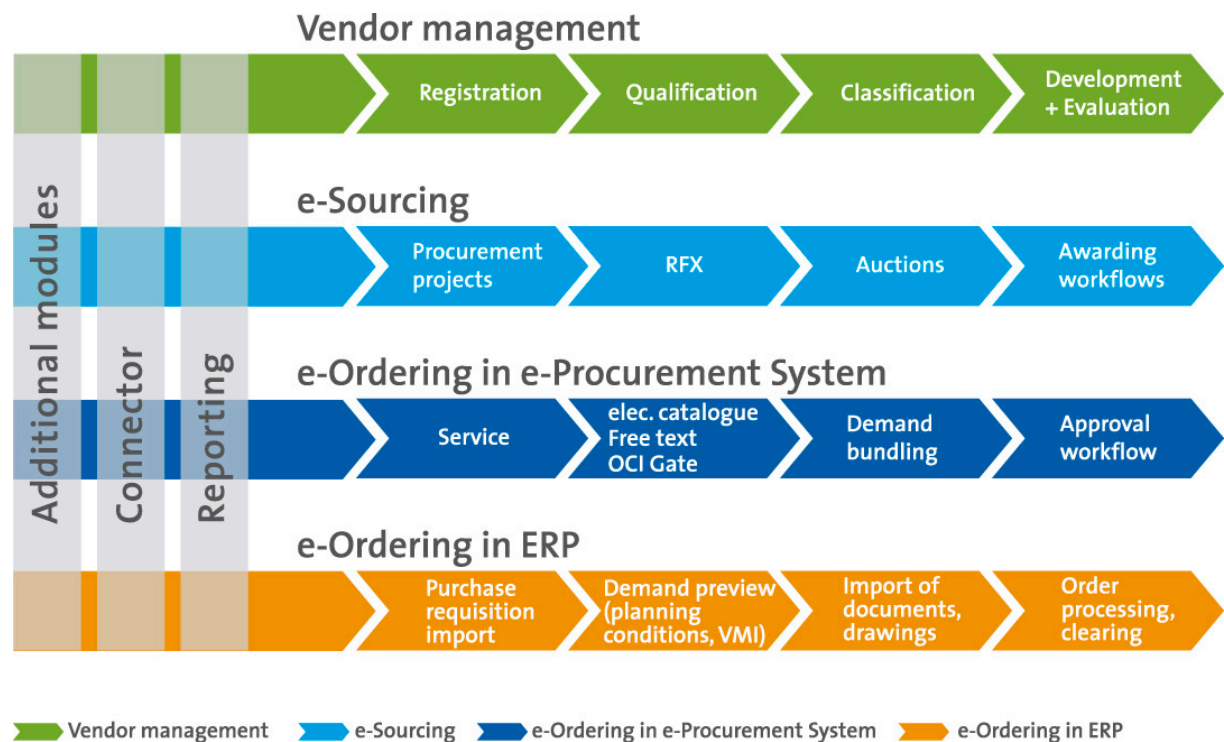 Vendor management
Registration
Qualification
Classification
Development
+ Evaluation
e-Sourcing
Procurement
projects
RFX
Auctions
Awarding
workflows
e-Ordering in e-Procurement System
Service
elec. catalogue
Free text
OCI Gate
Demand
bundling
Approval
workflow
e-Ordering in ERP
Purchase
requisition
import
Demand preview
(planning
conditions, VMI)
Import of
documents,
drawings
Order
processing,
clearing
Additional modules
Connector
Reporting
Vendor management
e-Sourcing
e-Ordering in e-Procurement System
e-Ordering in ERP